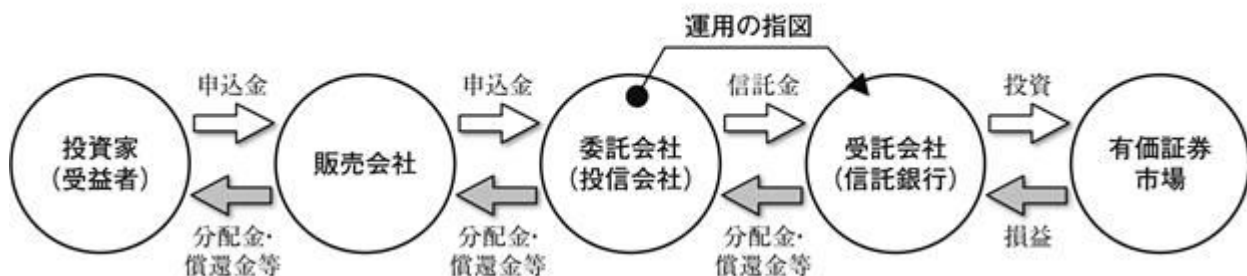 運用の指図
申込金
申込金
信託金
投資
投資家
(受益者)
販売会社
委託会社
(投信会社)
受託会社
(信託銀行)
有価証券
市場
分配金・
償還金等
分配金・
償還金等
分配金・
償還金等
損益